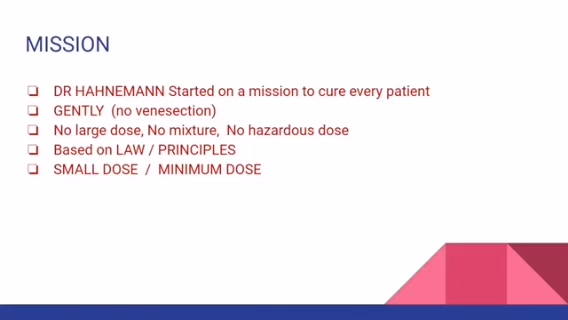 MISSION
❏ DR HAHNEMANN Started on a mission to cure every patient
❏ GENTLY (no venesection)
❏ No large dose, No mixture, No hazardous dose
❏ Based on LAW / PRINCIPLES
❏ SMALL DOSE / MINIMUM DOSE